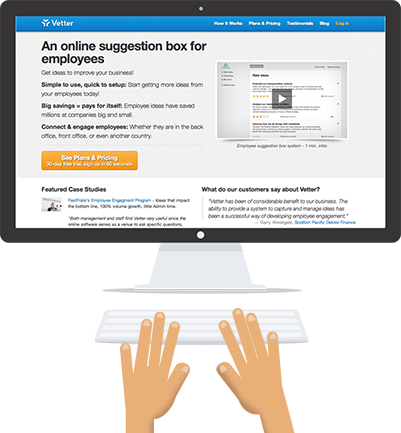 Vetter
How it Works Plans & Pricing Testimonials Blog Log in
An online suggestion box for
employees
Get ideas to improve your business!
Simple to use, quick to setup: Start getting more ideas from
your employees today!
Big savings = pays for itself: Employee ideas have saved
millions at companies big and small.
Connect & engage employees: Whether they are in the back
office, front office, or even another country.
See Plans & Pricing
30-day free trial, sign up in 60 seconds
Rate ideas
Employee suggestion box system - 1 min. intro
Featured Case Studies
FastFrate's Employee Engagment Program - Ideas that impact
the bottom line, 100% volume growth, little Admin time.
"Both management and staff find Vetter very useful since the
online software serves as a venue to ask specific questions.
What do our customers say about Vetter?
"Vetter has been of considerable benefit to our business. The
ability to provide a system to capture and manage ideas has
been a successful way of developing employee engagement."
— Garry Woodgate, Scottish Pacific Debtor Finance